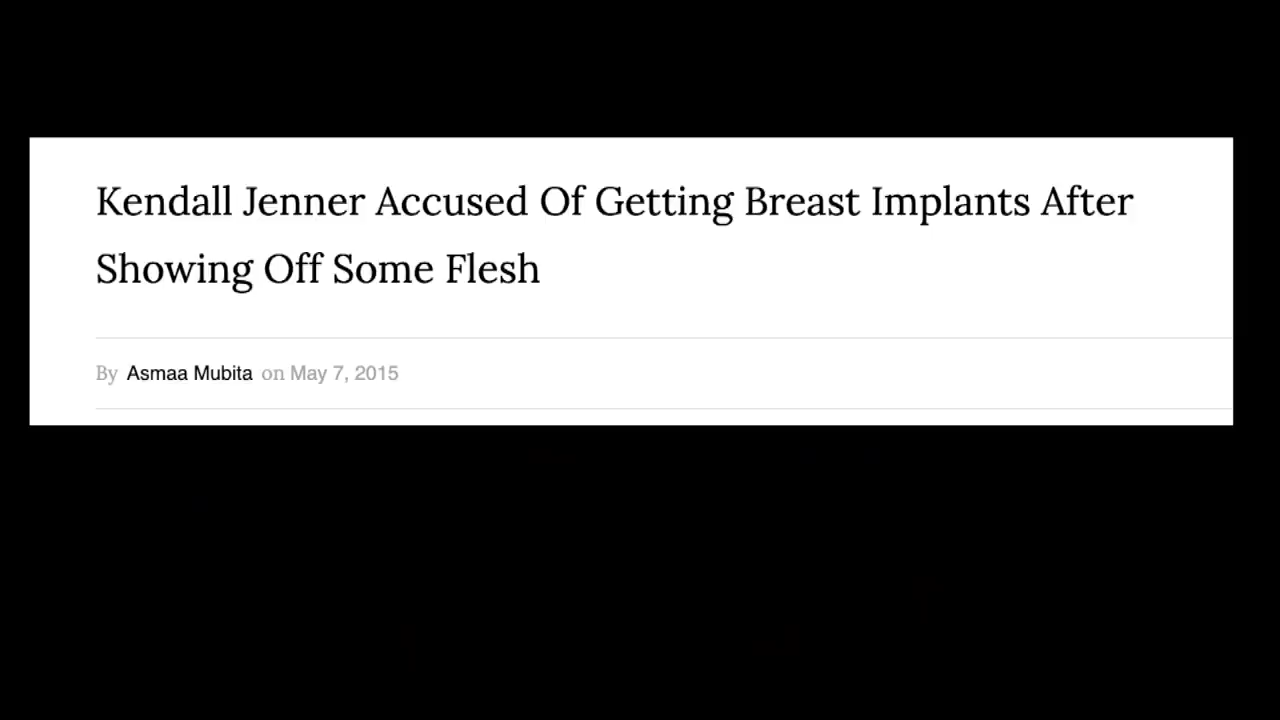 Kendall Jenner Accused Of Getting Breast Implants After
Showing Off Some Flesh
By Asmaa Mubita on May 7, 2015